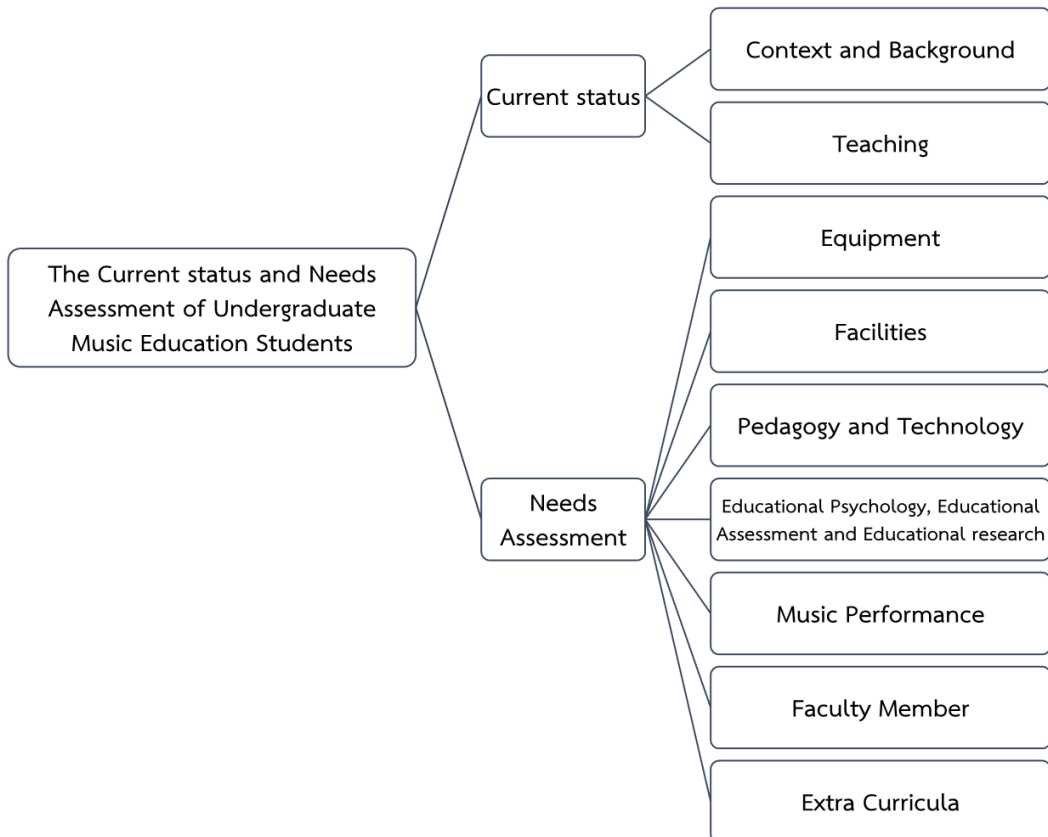 The Current status and Needs
Assessment of Undergraduate
Music Education Students
Current status
Context and Background
Teaching
Needs
Assessment
Equipment
Facilities
Pedagogy and Technology
Educational Psychology, Educational
Assessment and Educational research
Music Performance
Faculty Member
Extra Curricula